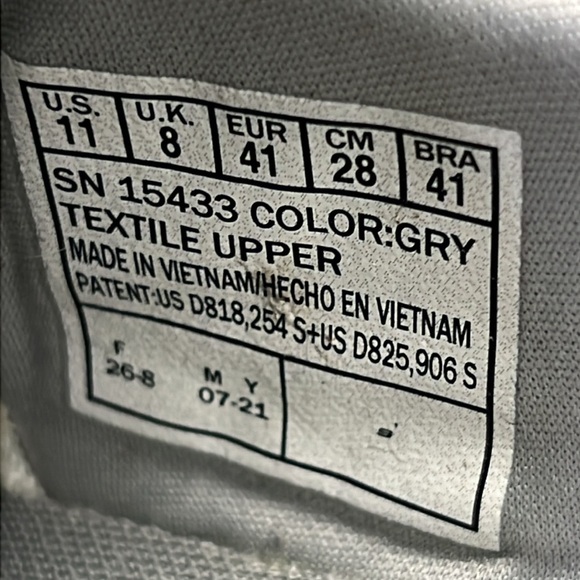 U.S. U.K. EUR CM BRA
11 8 41 28 41
SN 15433 COLOR:GRY
TEXTILE UPPER
MADE IN VIETNAM/HECHO EN VIETNAM
PATENT:US D818,254 S+US D825,906 S
F M Y
26-8 07-21